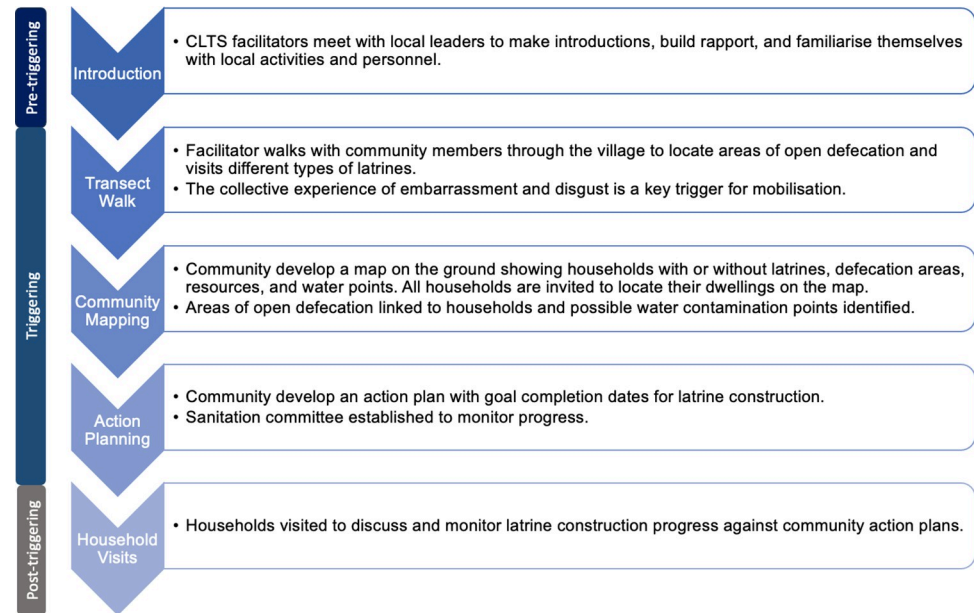 Pre-triggering
Introduction
• CLTS facilitators meet with local leaders to make introductions, build rapport, and familiarise themselves
with local activities and personnel.
Triggering
Transect
Walk
• Facilitator walks with community members through the village to locate areas of open defecation and
visits different types of latrines.
• The collective experience of embarrassment and disgust is a key trigger for mobilisation.
Community
Mapping
• Community develop a map on the ground showing households with or without latrines, defecation areas,
resources, and water points. All households are invited to locate their dwellings on the map.
• Areas of open defecation linked to households and possible water contamination points identified.
Action
Planning
• Community develop an action plan with goal completion dates for latrine construction.
• Sanitation committee established to monitor progress.
Post-triggering
Household
Visits
• Households visited to discuss and monitor latrine construction progress against community action plans.